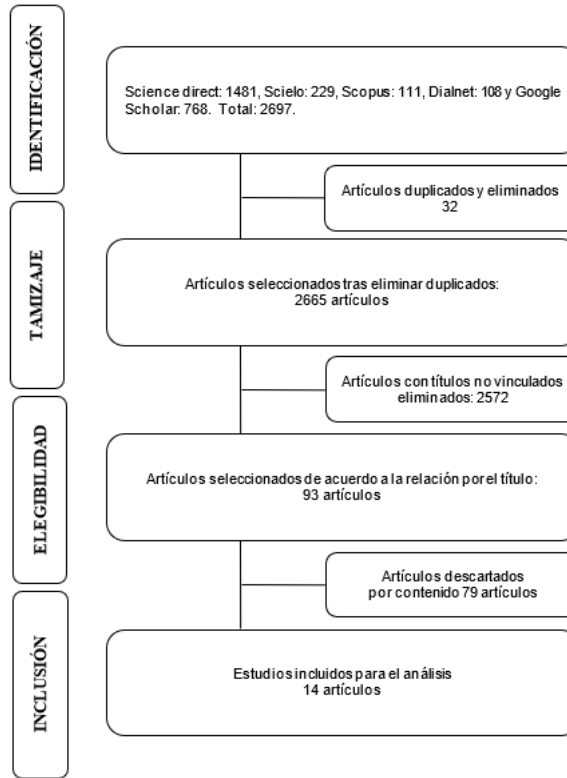 IDENTIFICACIÓN
Science direct: 1481, Scielo: 229, Scopus: 111, Dialnet: 108 y Google
Scholar: 768. Total: 2697.
Artículos duplicados y eliminados
32
TAMIZAJE
Artículos seleccionados tras eliminar duplicados:
2665 artículos
Artículos con títulos no vinculados
eliminados: 2572
ELEGIBILIDAD
Artículos seleccionados de acuerdo a la relación por el título:
93 artículos
Artículos descartados
por contenido 79 artículos
INCLUSIÓN
Estudios incluidos para el análisis
14 artículos